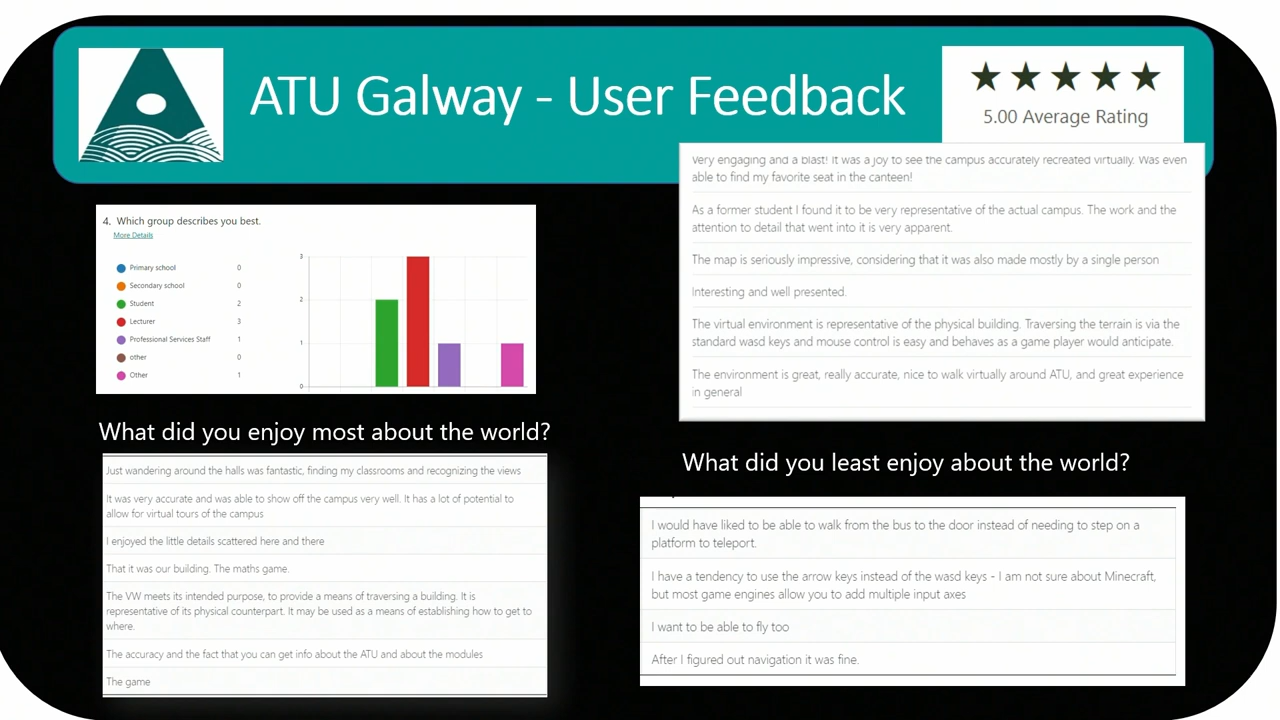 ATU Galway - User Feedback
5.00 Average Rating
Very engaging and a blast! It was a joy to see the campus accurately recreated virtually. Was even
able to find my favorite seat in the canteen!
As a former student I found it to be very representative of the actual campus. The work and the
attention to detail that went into it is very apparent.
The map is seriously impressive, considering that it was also made mostly by a single person
Interesting and well presented.
The virtual environment is representative of the physical building. Traversing the terrain is via the
standard wasd keys and mouse control is easy and behaves as a game player would anticipate.
The environment is great, really accurate, nice to walk virtually around ATU, and great experience
in general
4. Which group describes you best.
More Details
Primary school 0
Secondary school 0
Student 2
Lecturer 3
Professional Services Staff 1
other 0
Other 1
3
2
1
0
What did you enjoy most about the world?
Just wandering around the halls was fantastic, finding my classrooms and recognizing the views
It was very accurate and was able to show off the campus very well. It has a lot of potential to
allow for virtual tours of the campus
I enjoyed the little details scattered here and there
That it was our building. The maths game.
The VW meets its intended purpose, to provide a means of traversing a building. It is
representative of its physical counterpart. It may be used as a means of establishing how to get to
where.
The accuracy and the fact that you can get info about the ATU and about the modules
The game
What did you least enjoy about the world?
I would have liked to be able to walk from the bus to the door instead of needing to step on a
platform to teleport.
I have a tendency to use the arrow keys instead of the wasd keys - I am not sure about Minecraft,
but most game engines allow you to add multiple input axes
I want to be able to fly too
After I figured out navigation it was fine.